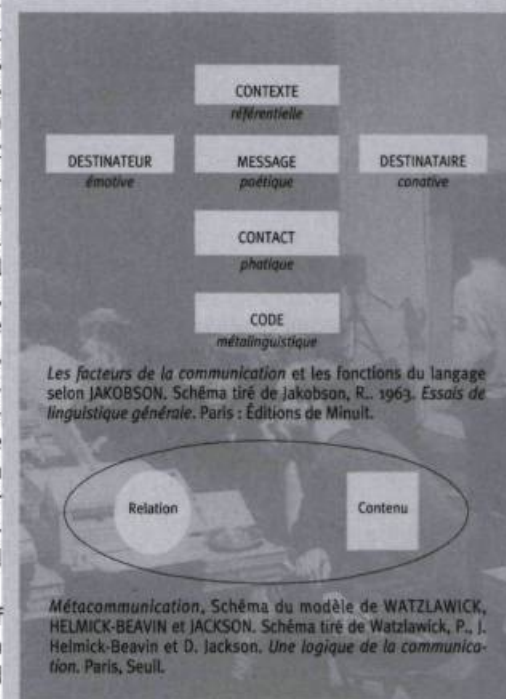 CONTEXTE
référentielle
DESTINATEUR MESSAGE DESTINATAIRE
émotive poétique conative
CONTACT
phatique
CODE
métalinguistique
Les facteurs de la communication et les fonctions du langage
selon JAKOBSON. Schéma tiré de Jakobson, R.. 1963. Essais de
linguistique générale. Paris : Éditions de Minuit.
Relation Contenu
Métacommunication, Schéma du modèle de WATZLAWICK,
HELMICK-BEAVIN et JACKSON. Schéma tiré de Watzlawick, P., J.
Helmick-Beavin et D. Jackson. Une logique de la communica-
tion. Paris, Seuil.